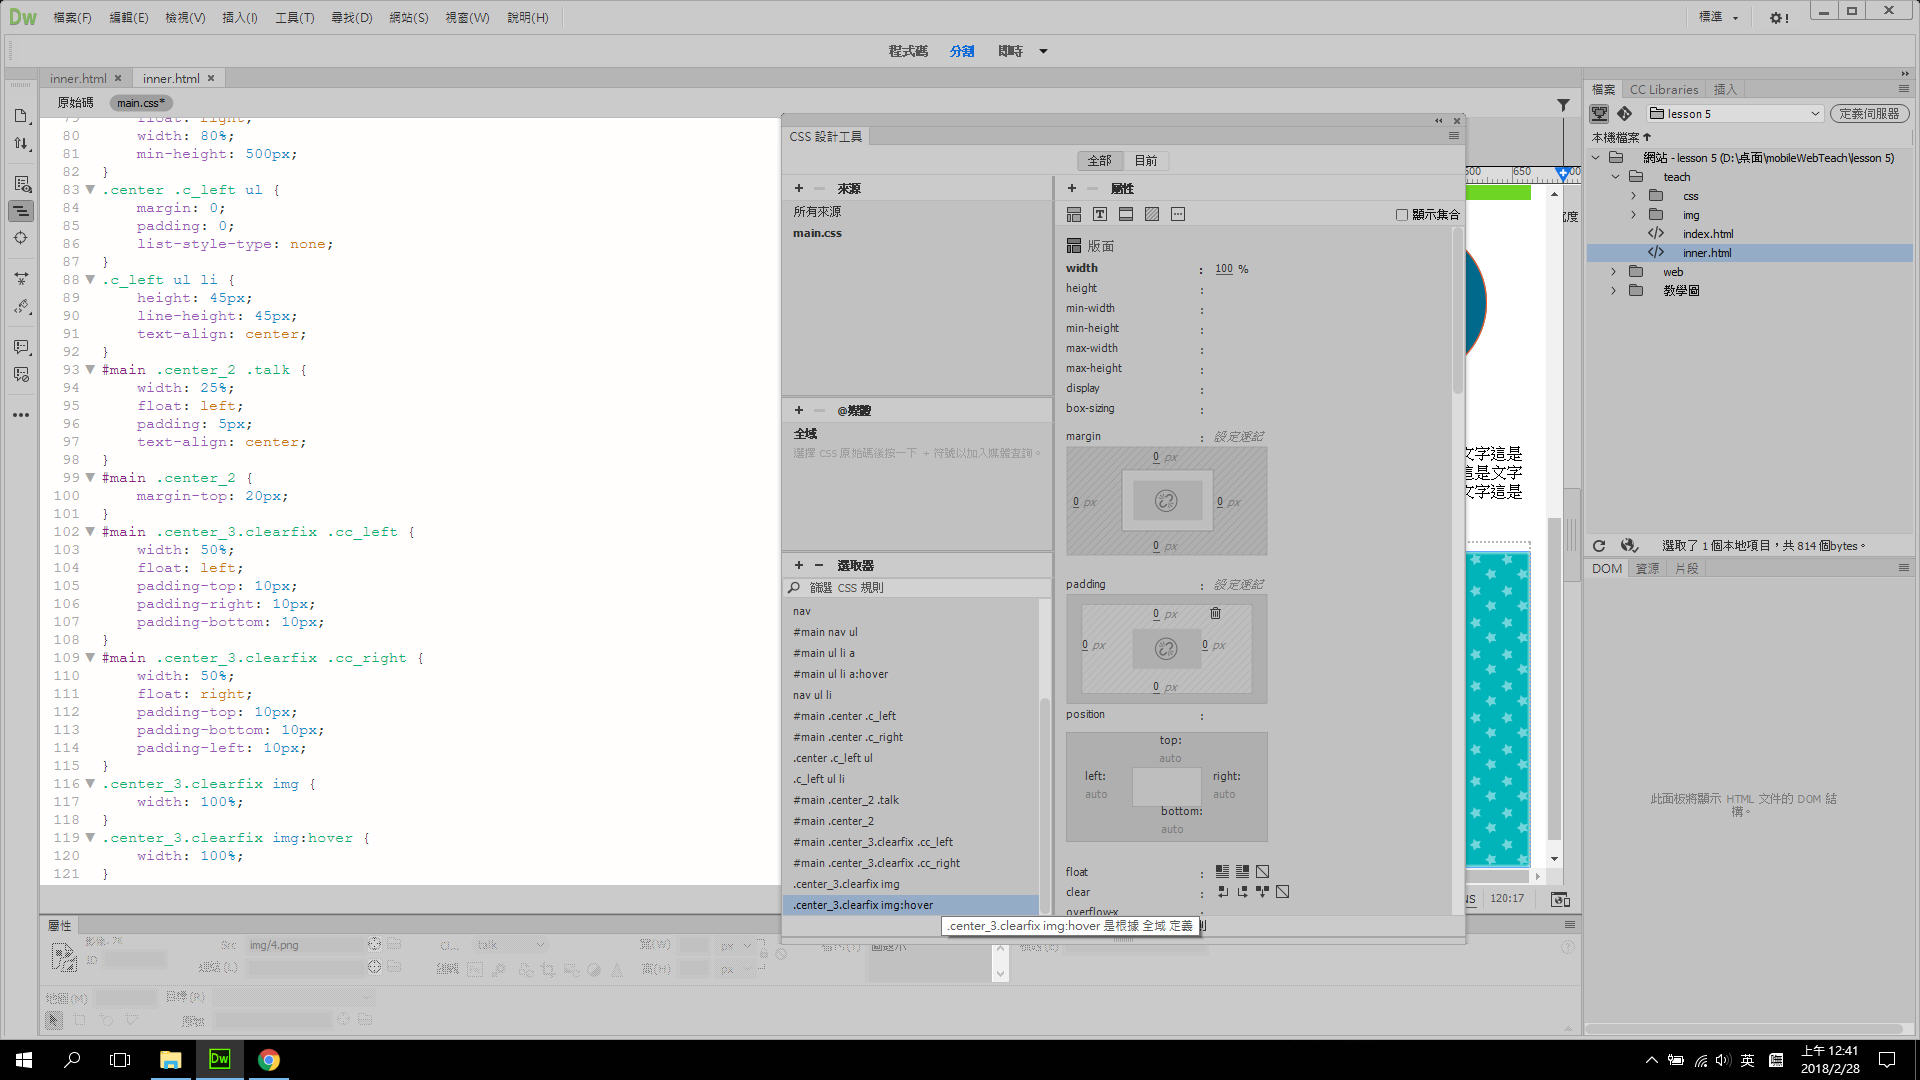 Dw 檔案(F) 編輯(E) 檢視(V) 插入(I) 工具(T) 尋找(D) 網站(S) 視窗(W) 說明(H) 標準
程式碼 分割 即時
inner.html × inner.html ×
原始碼 main.css*
79 float: right;
80 width: 80%;
81 min-height: 500px;
82 }
83 .center .c_left ul {
84 margin: 0;
85 padding: 0;
86 list-style-type: none;
87 }
88 .c_left ul li {
89 height: 45px;
90 line-height: 45px;
91 text-align: center;
92 }
93 #main .center_2 .talk {
94 width: 25%;
95 float: left;
96 padding: 5px;
97 text-align: center;
98 }
99 #main .center_2 {
100 margin-top: 20px;
101 }
102 #main .center_3.clearfix .cc_left {
103 width: 50%;
104 float: left;
105 padding-top: 10px;
106 padding-right: 10px;
107 padding-bottom: 10px;
108 }
109 #main .center_3.clearfix .cc_right {
110 width: 50%;
111 float: right;
112 padding-top: 10px;
113 padding-bottom: 10px;
114 padding-left: 10px;
115 }
116 .center_3.clearfix img {
117 width: 100%;
118 }
119 .center_3.clearfix img:hover {
120 width: 100%;
121 }
CSS 設計工具
全部 目前
+ − 來源
所有來源
main.css
+ − @媒體
全域
選擇 CSS 原始碼後按一下 + 符號以加入媒體查詢。
+ − 選取器
篩選 CSS 規則
nav
#main nav ul
#main ul li a
#main ul li a:hover
nav ul li
#main .center .c_left
#main .center .c_right
.center .c_left ul
.c_left ul li
#main .center_2 .talk
#main .center_2
#main .center_3.clearfix .cc_left
#main .center_3.clearfix .cc_right
.center_3.clearfix img
.center_3.clearfix img:hover
.center_3.clearfix img:hover 是根據 全域 定義
+ − 屬性
顯示集合
版面
width : 100 %
height :
min-width :
min-height :
max-width :
max-height :
display :
box-sizing :
margin : 設定速記
0 px
0 px 0 px
0 px
padding : 設定速記
0 px
0 px 0 px
0 px
position :
top:
auto
left: right:
auto auto
bottom:
auto
float :
clear :
overflow-x
650
文字這是
這是文字
文字這是
120:17
檔案 CC Libraries 插入
lesson 5 定義伺服器
本機檔案
網站 - lesson 5 (D:\桌面\mobileWebTeach\lesson 5)
teach
css
img
index.html
inner.html
web
教學圖
選取了 1 個本地項目，共 814 個bytes。
DOM 資源 片段
此面板將顯示 HTML 文件的 DOM 結
構。
屬性
影像, 7K Src img/4.png talk 寬(W) px
ID 連結(L) 編輯 高(H) px
地圖(M) 目標(R)
原始
Dw
英
上午 12:41
2018/2/28